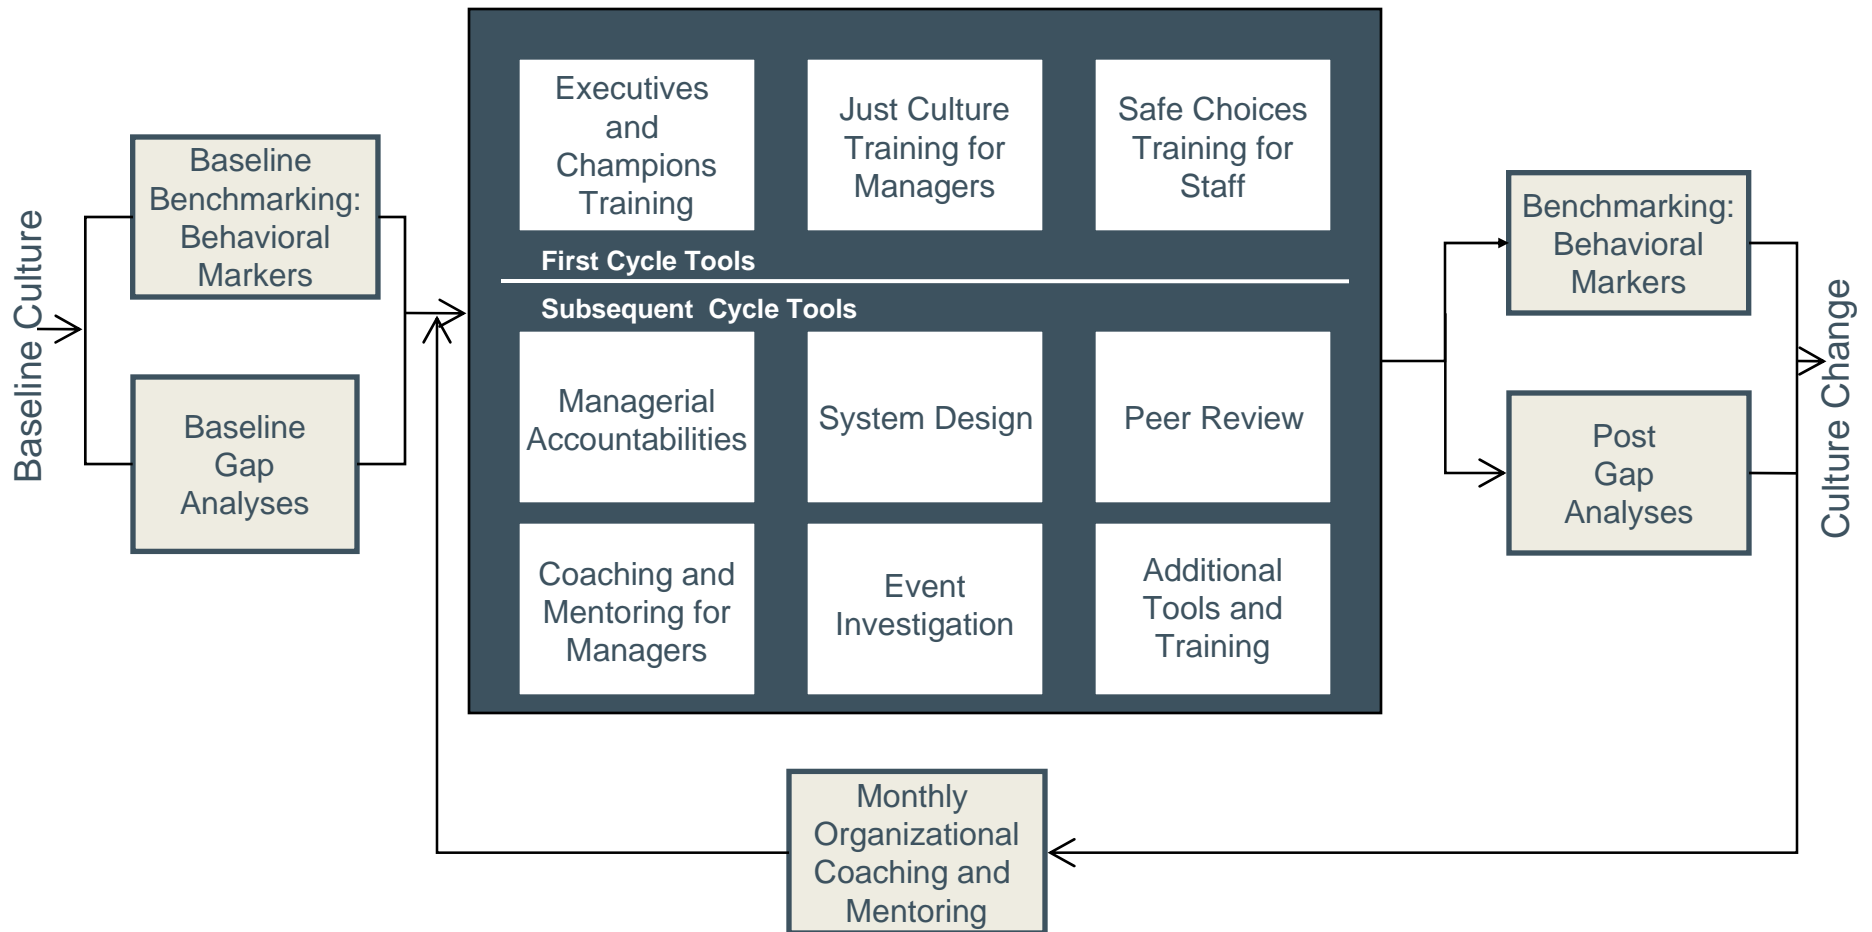 Baseline Culture
Baseline
Benchmarking:
Behavioral
Markers
Baseline
Gap
Analyses
Executives
and
Champions
Training
Just Culture
Training for
Managers
Safe Choices
Training for
Staff
First Cycle Tools
Subsequent Cycle Tools
Managerial
Accountabilities
System Design
Peer Review
Coaching and
Mentoring for
Managers
Event
Investigation
Additional
Tools and
Training
Benchmarking:
Behavioral
Markers
Post
Gap
Analyses
Culture Change
Monthly
Organizational
Coaching and
Mentoring